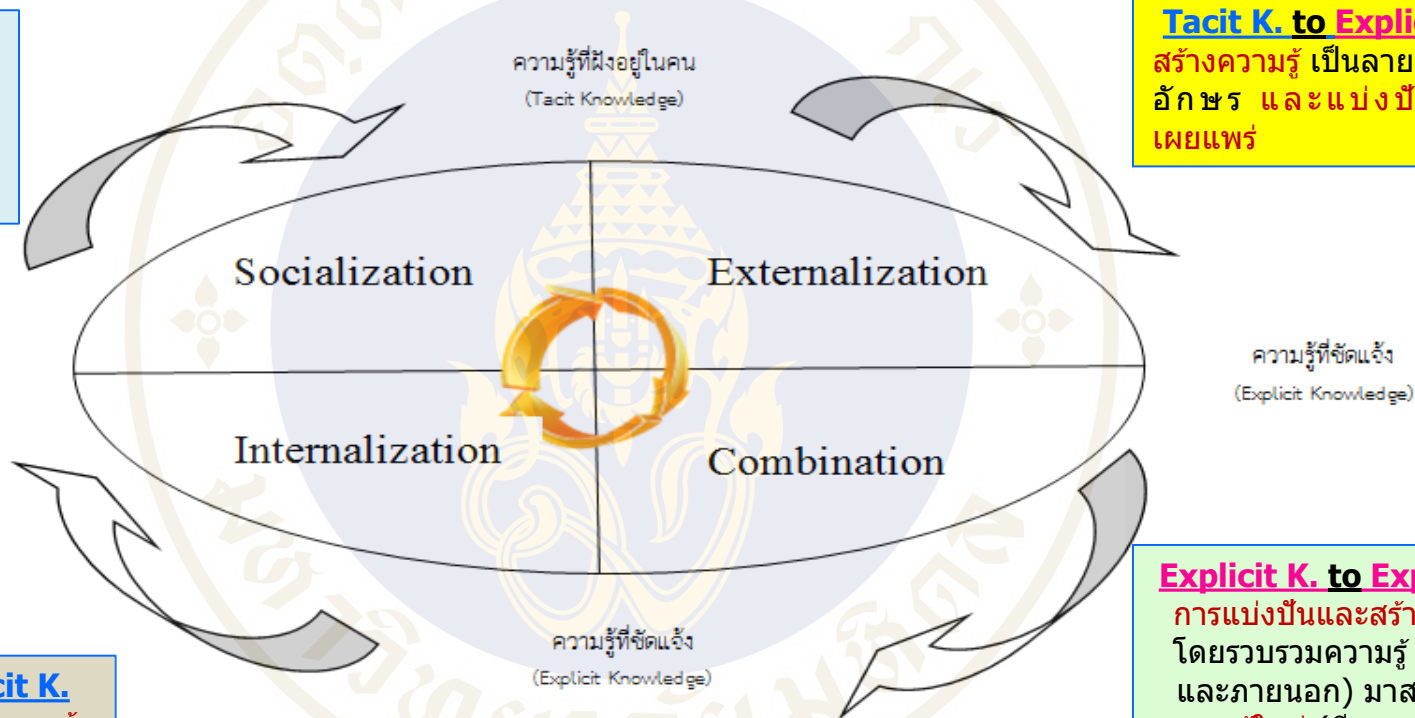 ความรู้ที่ฝังอยู่ในคน
(Tacit Knowledge)
Tacit K. to
สร้างความรู้ เป็นลาย
อักษร และแบ่งปั
เผยแพร่
Socialization
Externalization
ความรู้ที่ชัดแจ้ง
(Explicit Knowledge)
Internalization
Combination
ความรู้ที่ชัดแจ้ง
(Explicit Knowledge)
Explicit K. to
การแบ่งปันและสร้า
โดยรวบรวมความรู้
และภายนอก) มาส
K.